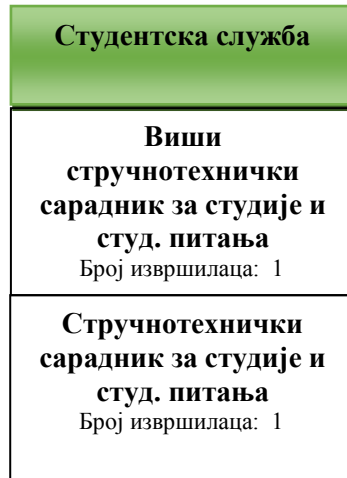 Студентска служба
Виши
стручнотехнички
сарадник за студије и
студ. питања
Број извршилаца:  1
Стручнотехнички
сарадник за студије и
студ. питања
Број извршилаца:  1